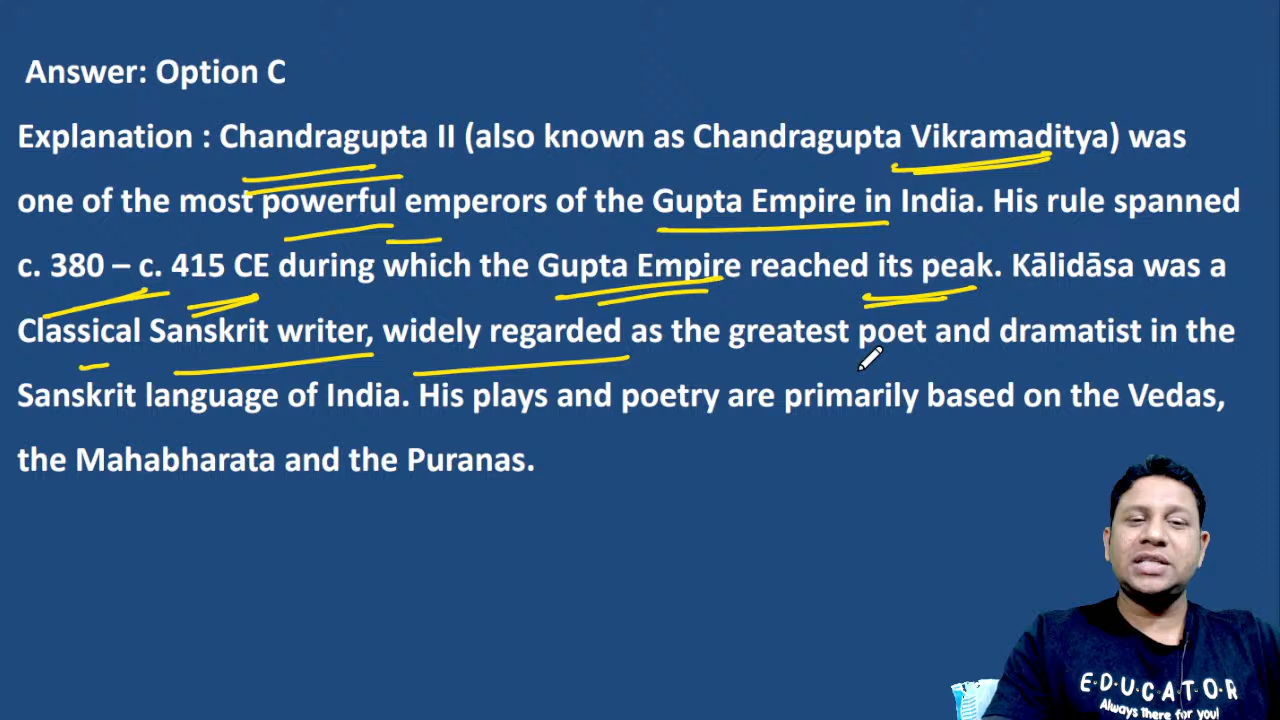 Answer: Option C
Explanation : Chandragupta II (also known as Chandragupta Vikramaditya) was
one of the most powerful emperors of the Gupta Empire in India. His rule spanned
c. 380 – c. 415 CE during which the Gupta Empire reached its peak. Kālidāsa was a
Classical Sanskrit writer, widely regarded as the greatest poet and dramatist in the
Sanskrit language of India. His plays and poetry are primarily based on the Vedas,
the Mahabharata and the Puranas.
E·D·U·C·A·T·O·R
Always there for you!